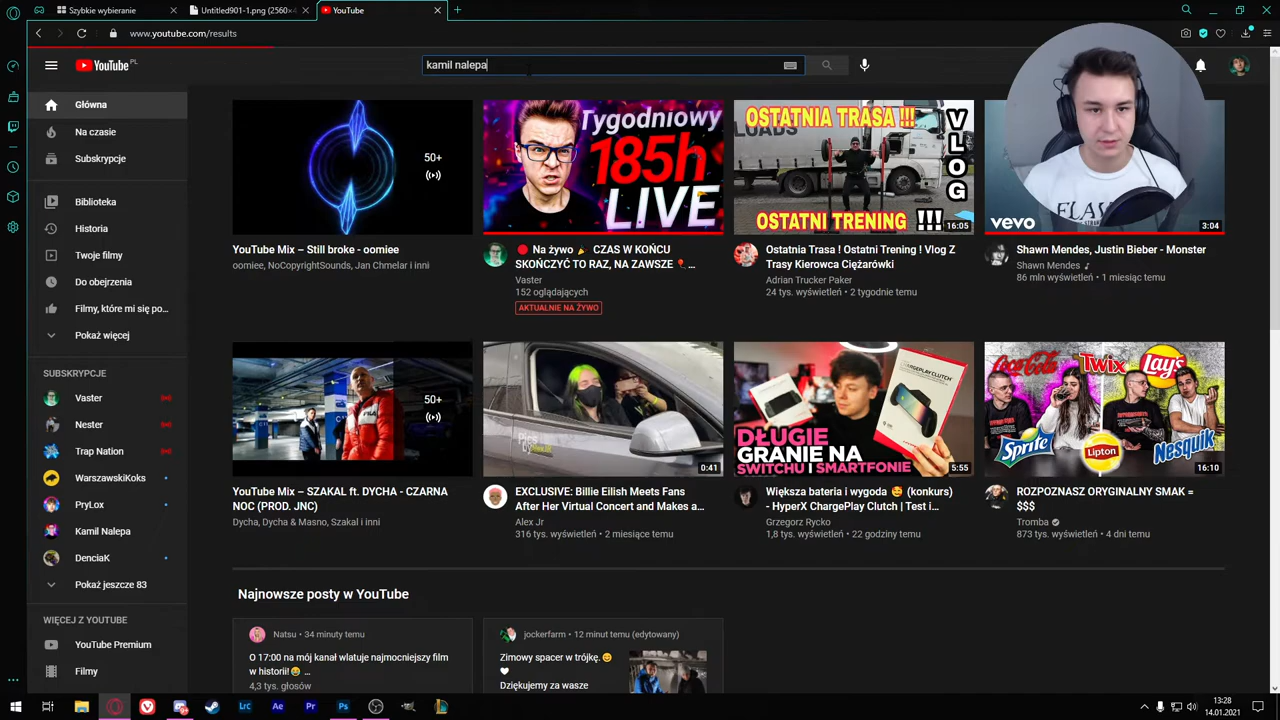 Szybkie wybieranie
Untitled901-1.png (2560×4
YouTube
www.youtube.com/results
YouTube PL
kamil nalepa
Główna
Na czasie
Subskrypcje
Biblioteka
Historia
Twoje filmy
Do obejrzenia
Filmy, które mi się po...
Pokaż więcej
SUBSKRYPCJE
Vaster
Nester
Trap Nation
WarszawskiKoks
PryLox
Kamil Nalepa
DenciaK
Pokaż jeszcze 83
WIĘCEJ Z YOUTUBE
YouTube Premium
Filmy
50+
YouTube Mix – Still broke - oomiee
oomiee, NoCopyrightSounds, Jan Chmelar i inni
Tygodniowy
185h
LIVE
Na żywo CZAS W KOŃCU
SKOŃCZYĆ TO RAZ, NA ZAWSZE ...
Vaster
152 oglądających
AKTUALNIE NA ŻYWO
OSTATNIA TRASA !!!
VLOG
OSTATNI TRENING !!!
16:05
Ostatnia Trasa ! Ostatni Trening ! Vlog Z
Trasy Kierowca Ciężarówki
Adrian Trucker Paker
24 tys. wyświetleń • 2 tygodnie temu
vevo
3:04
Shawn Mendes, Justin Bieber - Monster
Shawn Mendes
86 mln wyświetleń • 1 miesiąc temu
50+
YouTube Mix – SZAKAL ft. DYCHA - CZARNA
NOC (PROD. JNC)
Dycha, Dycha & Masno, Szakal i inni
0:41
EXCLUSIVE: Billie Eilish Meets Fans
After Her Virtual Concert and Makes a...
Alex Jr
316 tys. wyświetleń • 2 miesiące temu
CHARGEPLAY CLUTCH
DŁUGIE
GRANIE NA
SWITCHU I SMARTFONIE
5:55
Większa bateria i wygoda 🤩 (konkurs)
- HyperX ChargePlay Clutch | Test i...
Grzegorz Rycko
1,8 tys. wyświetleń • 22 godziny temu
Coca-Cola
Twix
Lay's
Sprite
Lipton
Nesquik
16:10
ROZPOZNASZ ORYGINALNY SMAK =
$$$
Tromba
873 tys. wyświetleń • 4 dni temu
Najnowsze posty w YouTube
Natsu • 34 minuty temu
O 17:00 na mój kanał wlatuje najmocniejszy film
w historii!😅 ...
4,3 tys. głosów
jockerfarm • 12 minut temu (edytowany)
Zimowy spacer w trójkę.😊
🤍
Dziękujemy za wasze
Lrc
Ae
Pr
Ps
13:28
14.01.2021